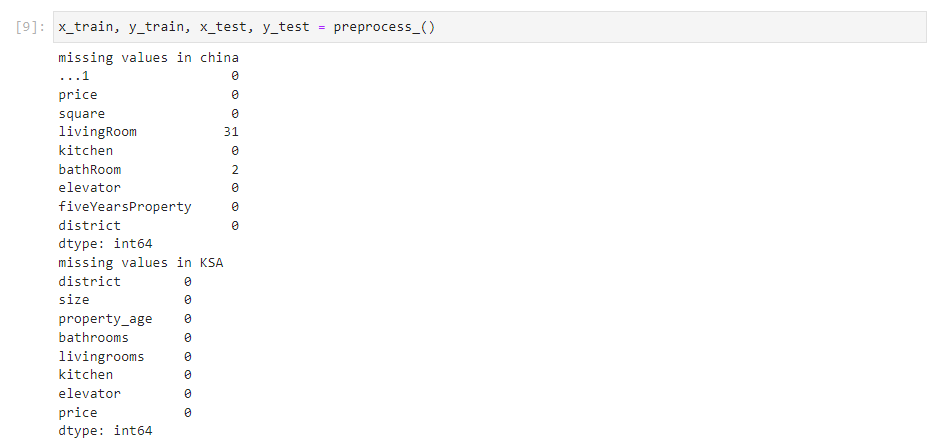 [9]: x_train, y_train, x_test, y_test = preprocess_()
missing values in china
...1 0
price 0
square 0
livingRoom 31
kitchen 0
bathRoom 2
elevator 0
fiveYearsProperty 0
district 0
dtype: int64
missing values in KSA
district 0
size 0
property_age 0
bathrooms 0
livingrooms 0
kitchen 0
elevator 0
price 0
dtype: int64